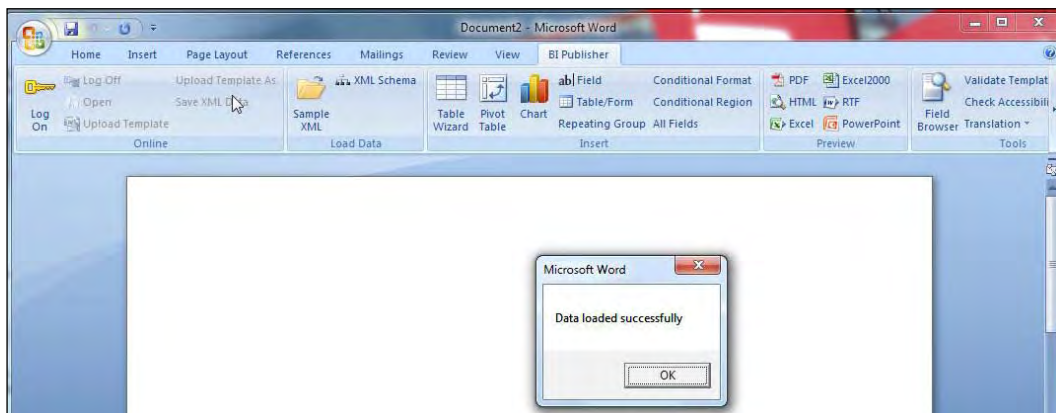 Document2 - Microsoft Word
Home Insert Page Layout References Mailings Review View BI Publisher
Log Off Upload Template As ab| Field Conditional Format PDF Excel2000 Validate Templat
XML Schema
Open Save XML Data Table/Form Conditional Region HTML RTF Check Accessibili
Log On Upload Template Sample XML Table Wizard Pivot Table Chart Repeating Group All Fields Excel PowerPoint Field Browser Translation
Online Load Data Insert Preview Tools
Microsoft Word
Data loaded successfully
OK